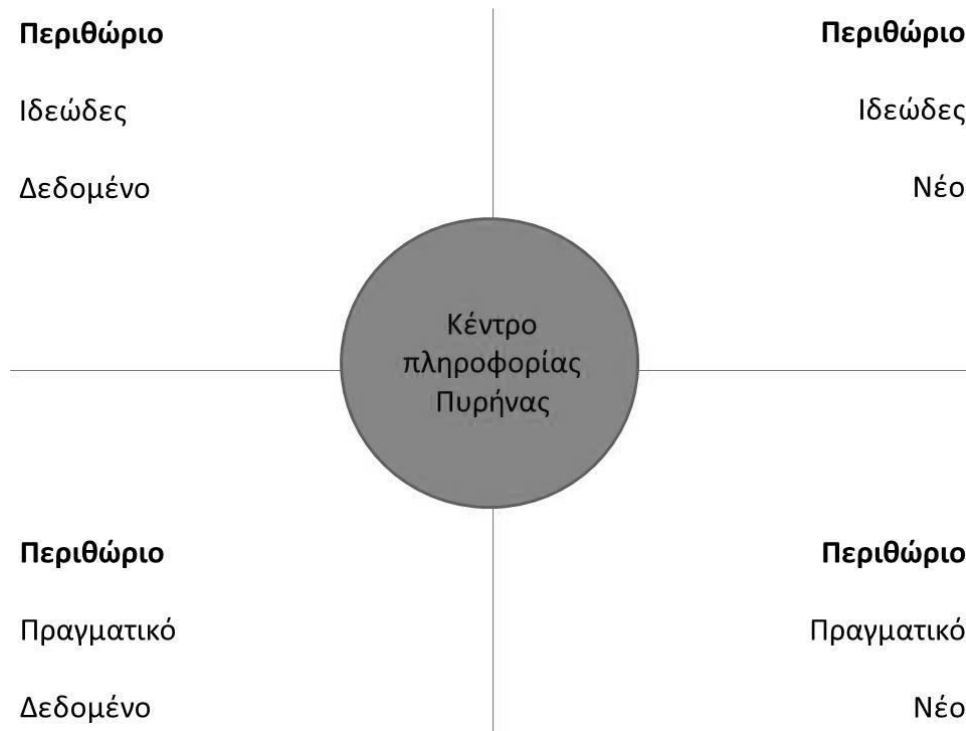 Περιθώριο
Ιδεώδες
Δεδομένο
Περιθώριο
Ιδεώδες
Νέο
Κέντρο
πληροφορίας
Πυρήνας
Περιθώριο
Πραγματικό
Δεδομένο
Περιθώριο
Πραγματικό
Νέο